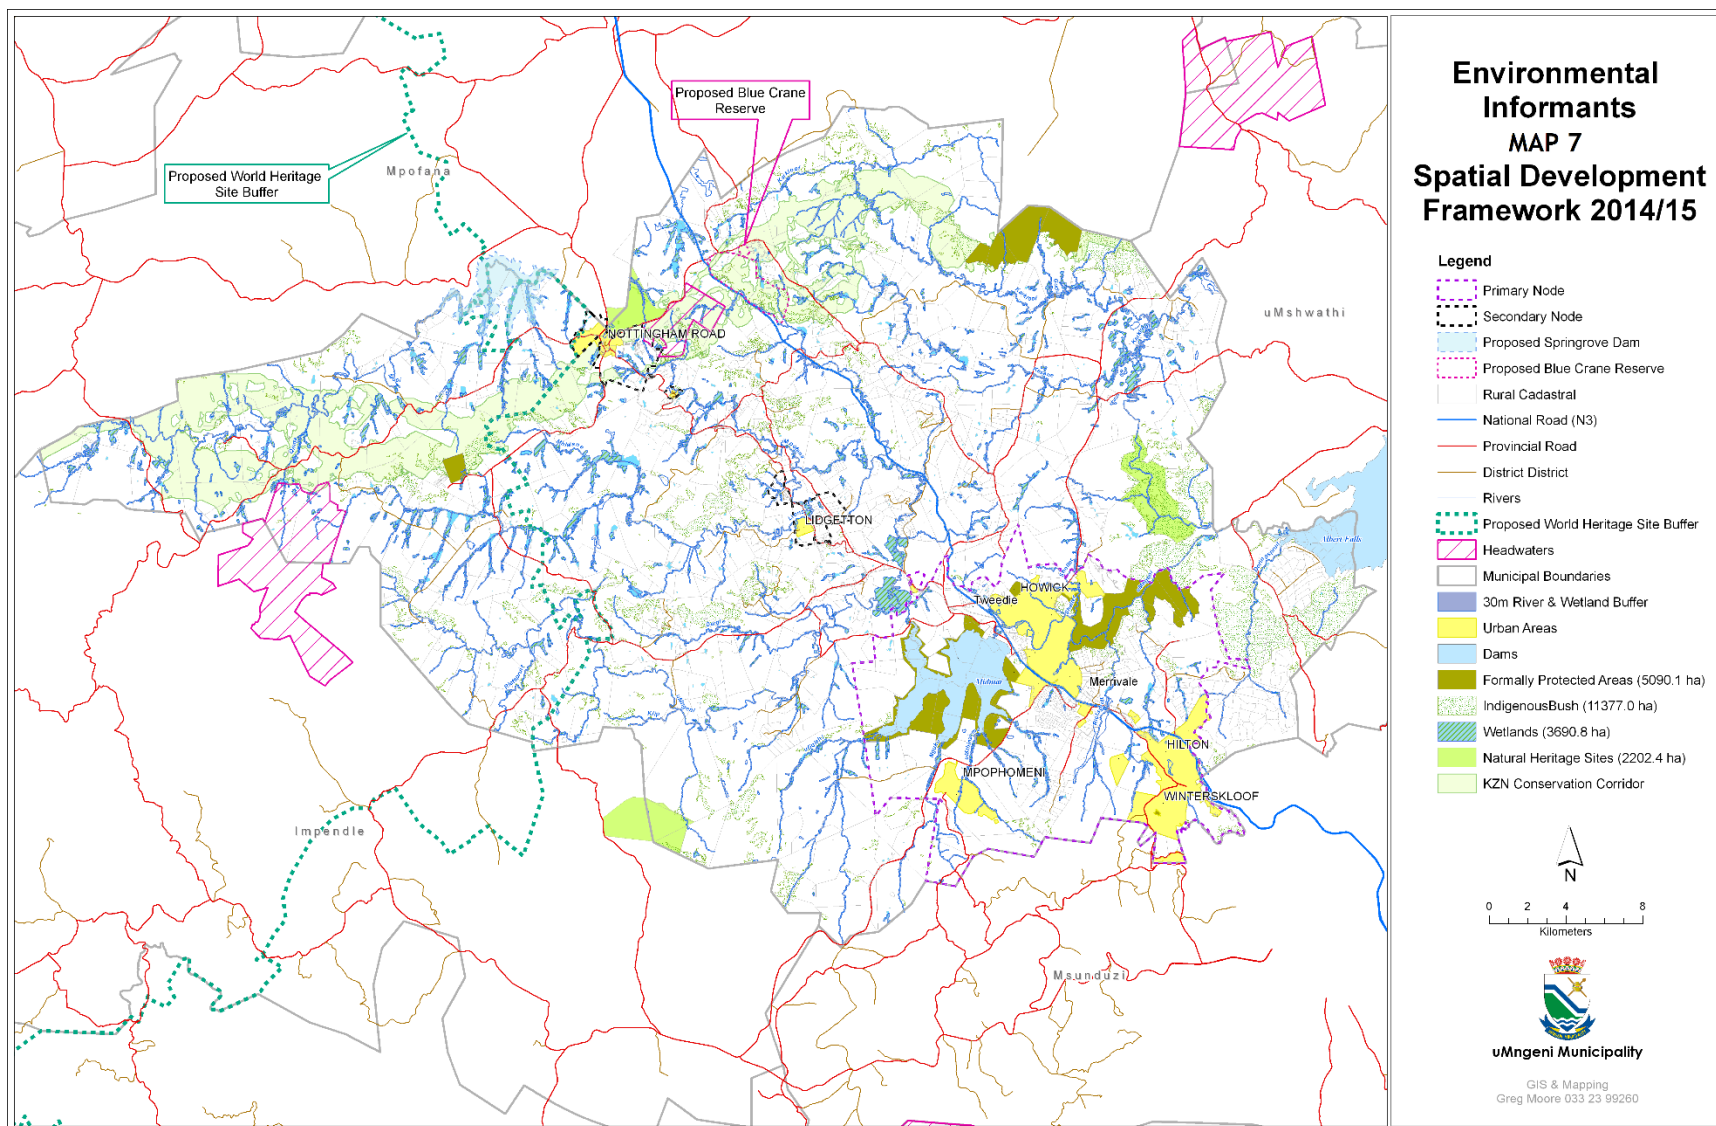 Environmental
Informants
MAP 7
Spatial Development
Framework 2014/15
Legend
Primary Node
Secondary Node
Proposed Springrove Dam
Proposed Blue Crane Reserve
Rural Cadastral
National Road (N3)
Provincial Road
District District
Rivers
Proposed World Heritage Site Buffer
Headwaters
Municipal Boundaries
30m River & Wetland Buffer
Urban Areas
Dams
Formally Protected Areas (5090.1 ha)
IndigenousBush (11377.0 ha)
Wetlands (3690.8 ha)
Natural Heritage Sites (2202.4 ha)
KZN Conservation Corridor
N
0 2 4 8
Kilometers
uMngeni Municipality
GIS & Mapping
Greg Moore 033 23 99260
Proposed Blue Crane
Reserve
Proposed World Heritage
Site Buffer
Mpofana
uMshwathi
NOTTINGHAM ROAD
LIDGETTON
Albert Falls
HOWICK
Tweedie
Midmar
Merrivale
HILTON
MPOPHOMENI
WINTERSKLOOF
Impendle
Msunduzi